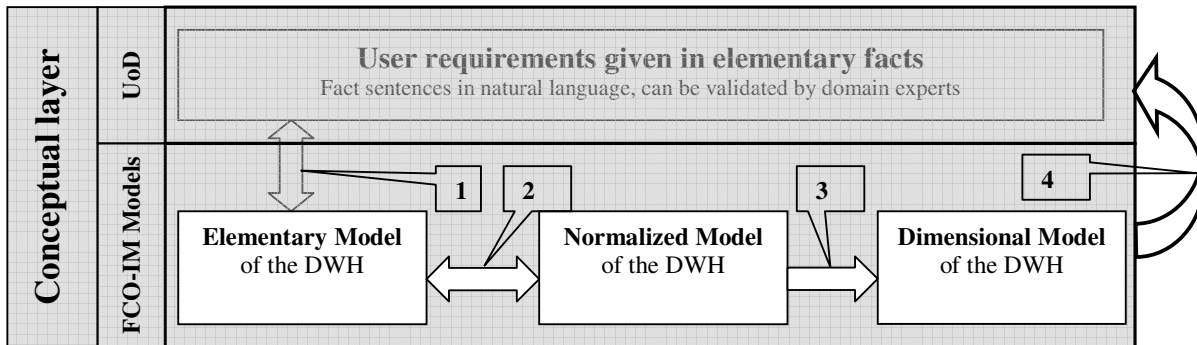 Conceptual layer
UoD
User requirements given in elementary facts
Fact sentences in natural language, can be validated by domain experts
FCO-IM Models
1
2
3
4
Elementary Model
of the DWH
Normalized Model
of the DWH
Dimensional Model
of the DWH